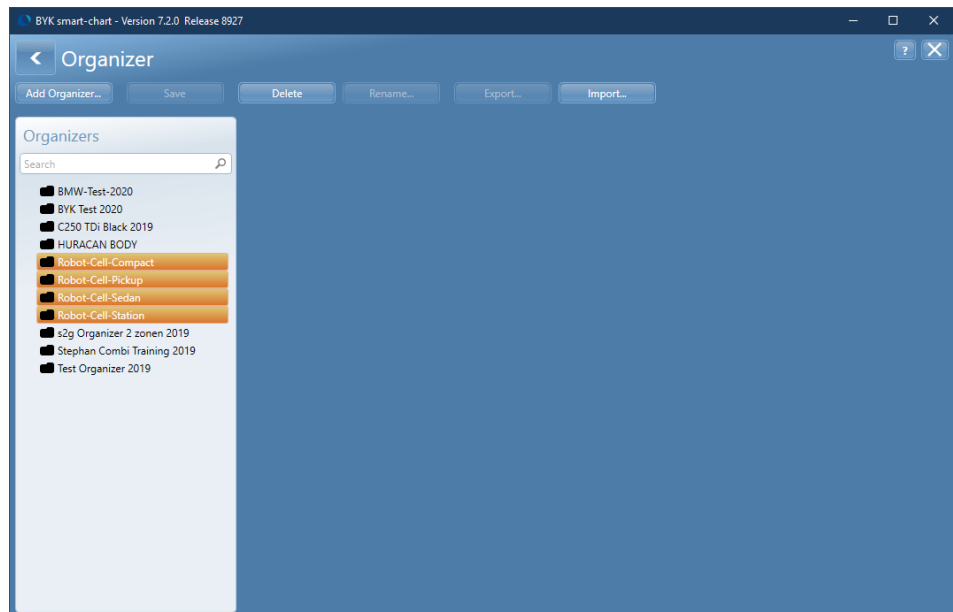 BYK smart-chart - Version 7.2.0 Release 8927
Organizer
?
Add Organizer... Save Delete Rename... Export... Import...
Organizers
Search
BMW-Test-2020
BYK Test 2020
C250 TDi Black 2019
HURACAN BODY
Robot-Cell-Compact
Robot-Cell-Pickup
Robot-Cell-Sedan
Robot-Cell-Station
s2g Organizer 2 zonen 2019
Stephan Combi Training 2019
Test Organizer 2019